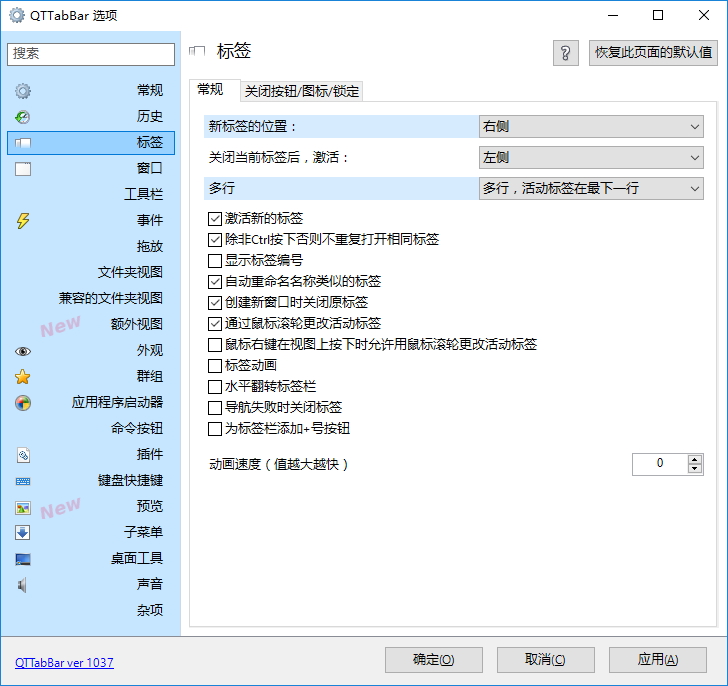 QTTabBar 选项
搜索
常规
历史
标签
窗口
工具栏
事件
拖放
文件夹视图
兼容的文件夹视图
New
额外视图
外观
群组
应用程序启动器
命令按钮
插件
键盘快捷键
New
预览
子菜单
桌面工具
声音
杂项
标签
?
恢复此页面的默认值
常规
关闭按钮/图标/锁定
新标签的位置：
右侧
关闭当前标签后，激活：
左侧
多行
多行，活动标签在最下一行
激活新的标签
除非Ctrl按下否则不重复打开相同标签
显示标签编号
自动重命名名称类似的标签
创建新窗口时关闭原标签
通过鼠标滚轮更改活动标签
鼠标右键在视图上按下时允许用鼠标滚轮更改活动标签
标签动画
水平翻转标签栏
导航失败时关闭标签
为标签栏添加+号按钮
动画速度（值越大越快）
0
QTTabBar ver 1037
确定(O)
取消(C)
应用(A)